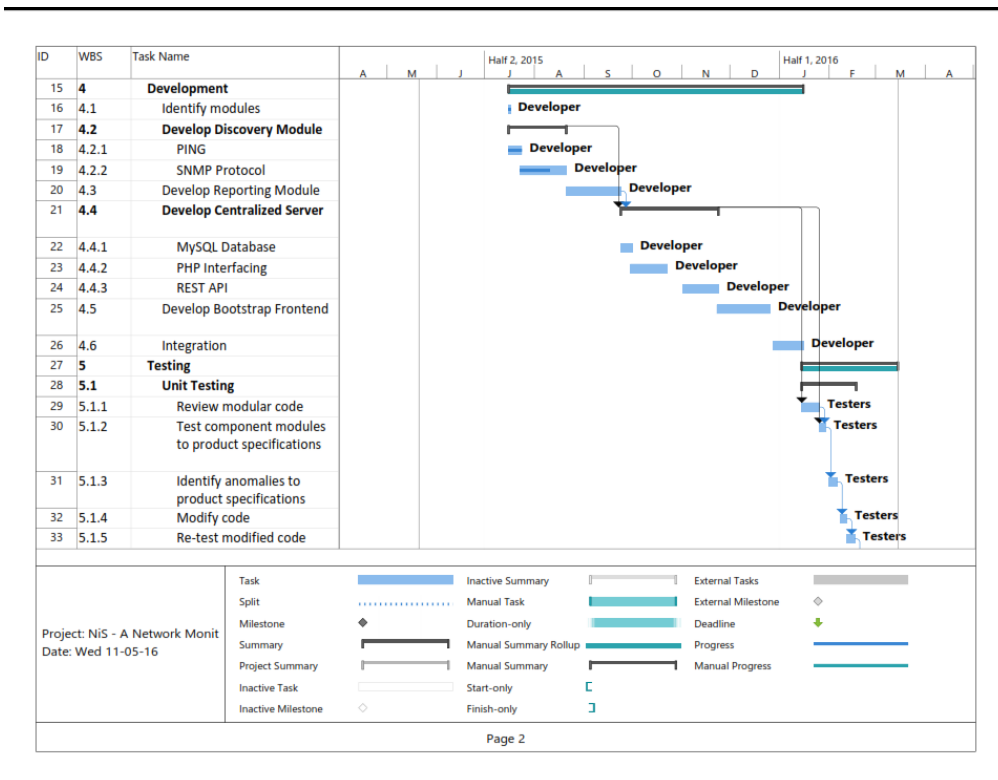 ID WBS Task Name Half 2, 2015 Half 1, 2016
A M J J A S O N D J F M A
15 4 Development
16 4.1 Identify modules Developer
17 4.2 Develop Discovery Module
18 4.2.1 PING Developer
19 4.2.2 SNMP Protocol Developer
20 4.3 Develop Reporting Module Developer
21 4.4 Develop Centralized Server
22 4.4.1 MySQL Database Developer
23 4.4.2 PHP Interfacing Developer
24 4.4.3 REST API Developer
25 4.5 Develop Bootstrap Frontend Developer
26 4.6 Integration Developer
27 5 Testing
28 5.1 Unit Testing
29 5.1.1 Review modular code Testers
30 5.1.2 Test component modules Testers
to product specifications
31 5.1.3 Identify anomalies to Testers
product specifications
32 5.1.4 Modify code Testers
33 5.1.5 Re-test modified code Testers
Project: NiS - A Network Monit
Date: Wed 11-05-16
Task
Split
Milestone
Summary
Project Summary
Inactive Task
Inactive Milestone
Inactive Summary
Manual Task
Duration-only
Manual Summary Rollup
Manual Summary
Start-only
Finish-only
External Tasks
External Milestone
Deadline
Progress
Manual Progress
Page 2